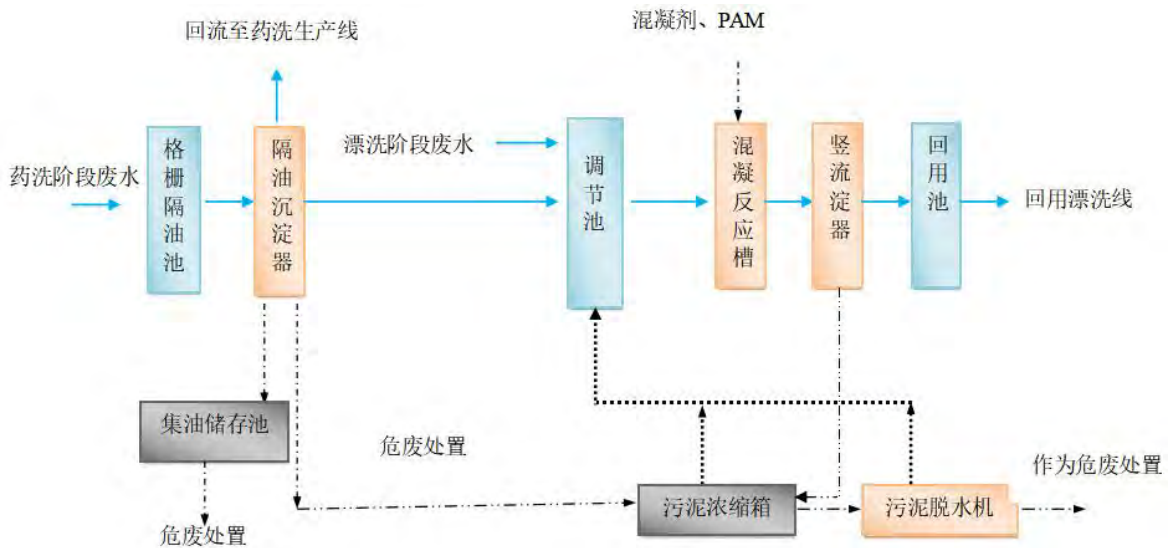 回流至药洗生产线
混凝剂、PAM
药洗阶段废水
格栅隔油池
隔油沉淀器
漂洗阶段废水
调节池
混凝反应槽
竖流淀器
回用池
回用漂洗线
集油储存池
危废处置
危废处置
污泥浓缩箱
污泥脱水机
作为危废处置